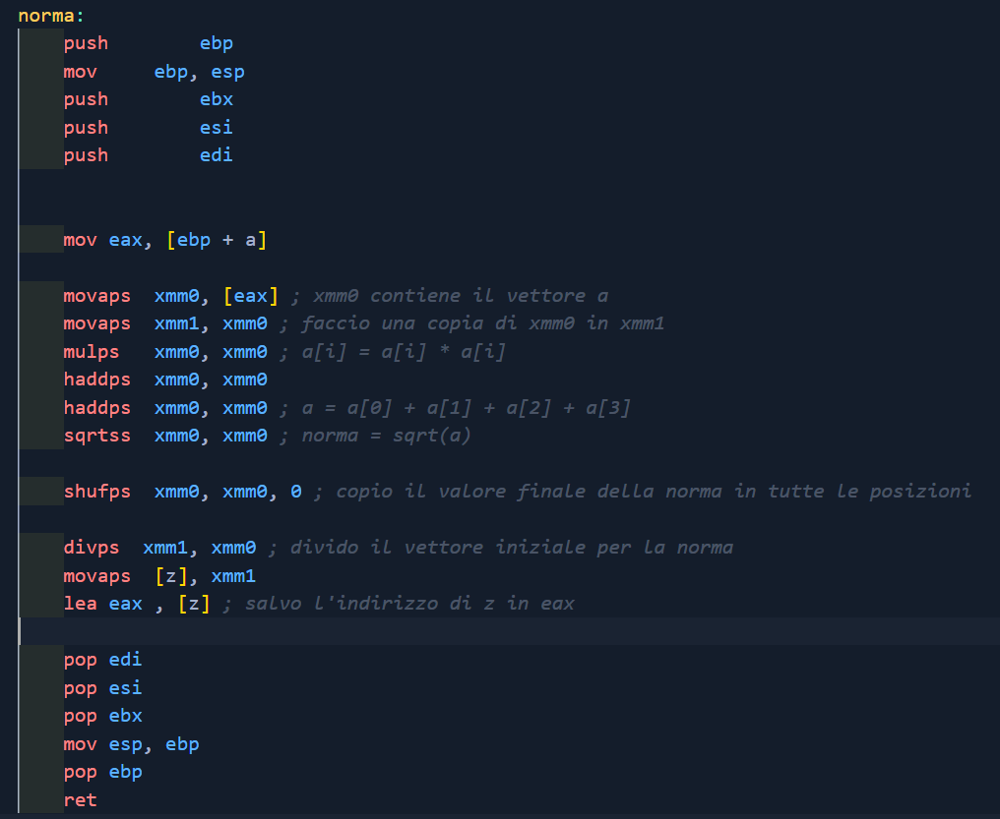 norma:
push ebp
mov ebp, esp
push ebx
push esi
push edi
mov eax, [ebp + a]
movaps xmm0, [eax] ; xmm0 contiene il vettore a
movaps xmm1, xmm0 ; faccio una copia di xmm0 in xmm1
mulps xmm0, xmm0 ; a[i] = a[i] * a[i]
haddps xmm0, xmm0
haddps xmm0, xmm0 ; a = a[0] + a[1] + a[2] + a[3]
sqrtss xmm0, xmm0 ; norma = sqrt(a)
shufps xmm0, xmm0, 0 ; copio il valore finale della norma in tutte le posizioni
divps xmm1, xmm0 ; divido il vettore iniziale per la norma
movaps [z], xmm1
lea eax , [z] ; salvo l'indirizzo di z in eax
pop edi
pop esi
pop ebx
mov esp, ebp
pop ebp
ret